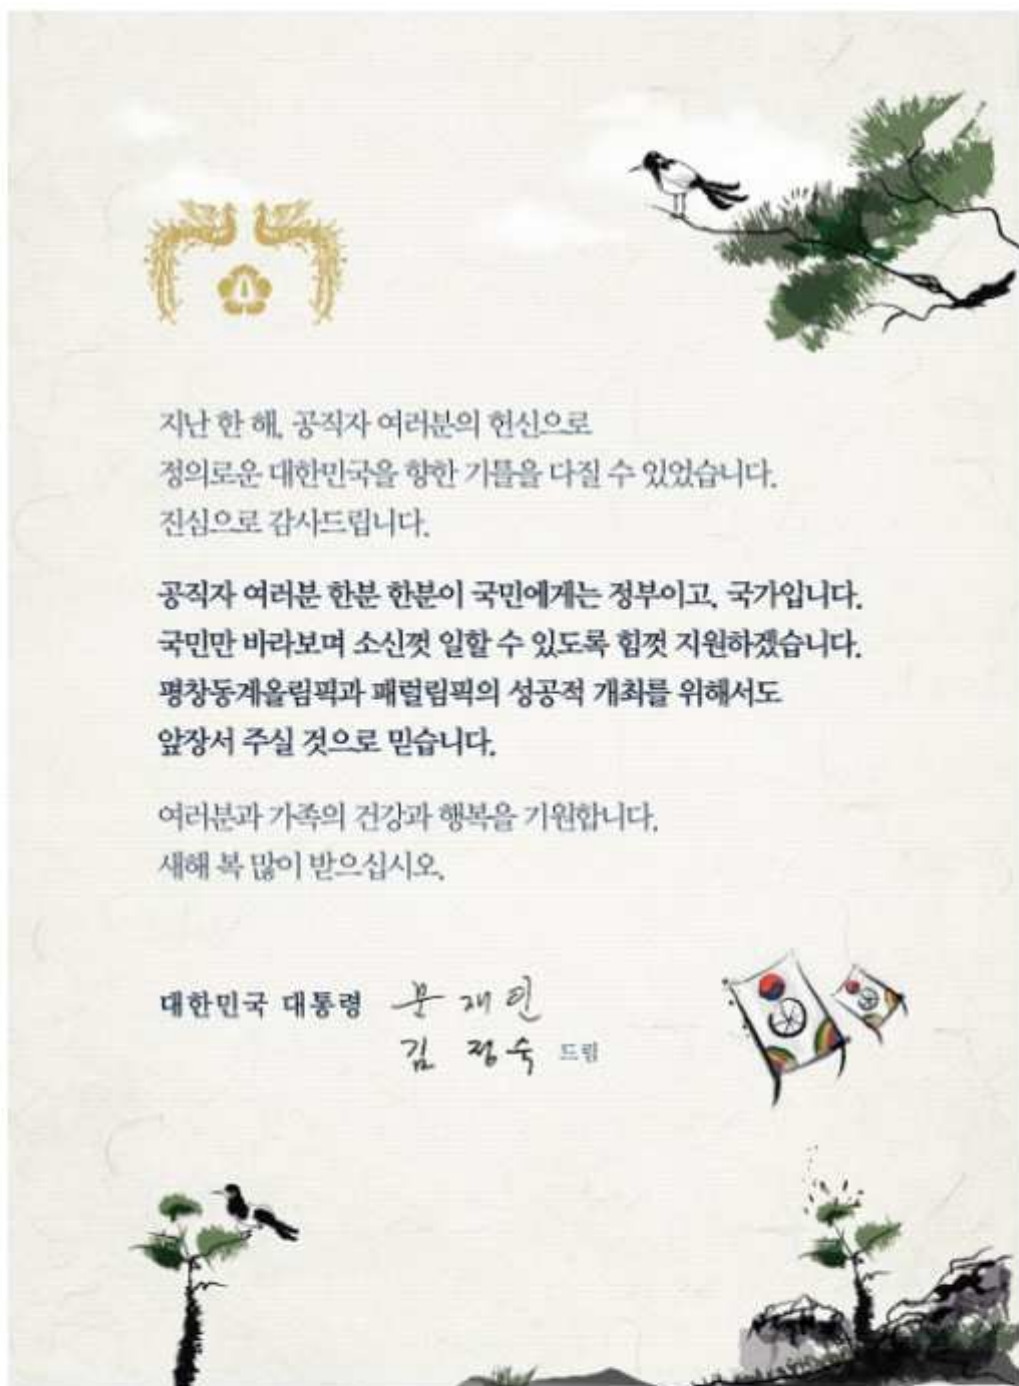 지난 한 해, 공직자 여러분의 헌신으로
정의로운 대한민국을 향한 기틀을 다질 수 있었습니다.
진심으로 감사드립니다.
공직자 여러분 한분 한분이 국민에게는 정부이고, 국가입니다.
국민만 바라보며 소신껏 일할 수 있도록 힘껏 지원하겠습니다.
평창동계올림픽과 패럴림픽의 성공적 개최를 위해서도
앞장서 주실 것으로 믿습니다.
여러분과 가족의 건강과 행복을 기원합니다.
새해 복 많이 받으십시오.
대한민국 대통령 문재인
김정숙 드림